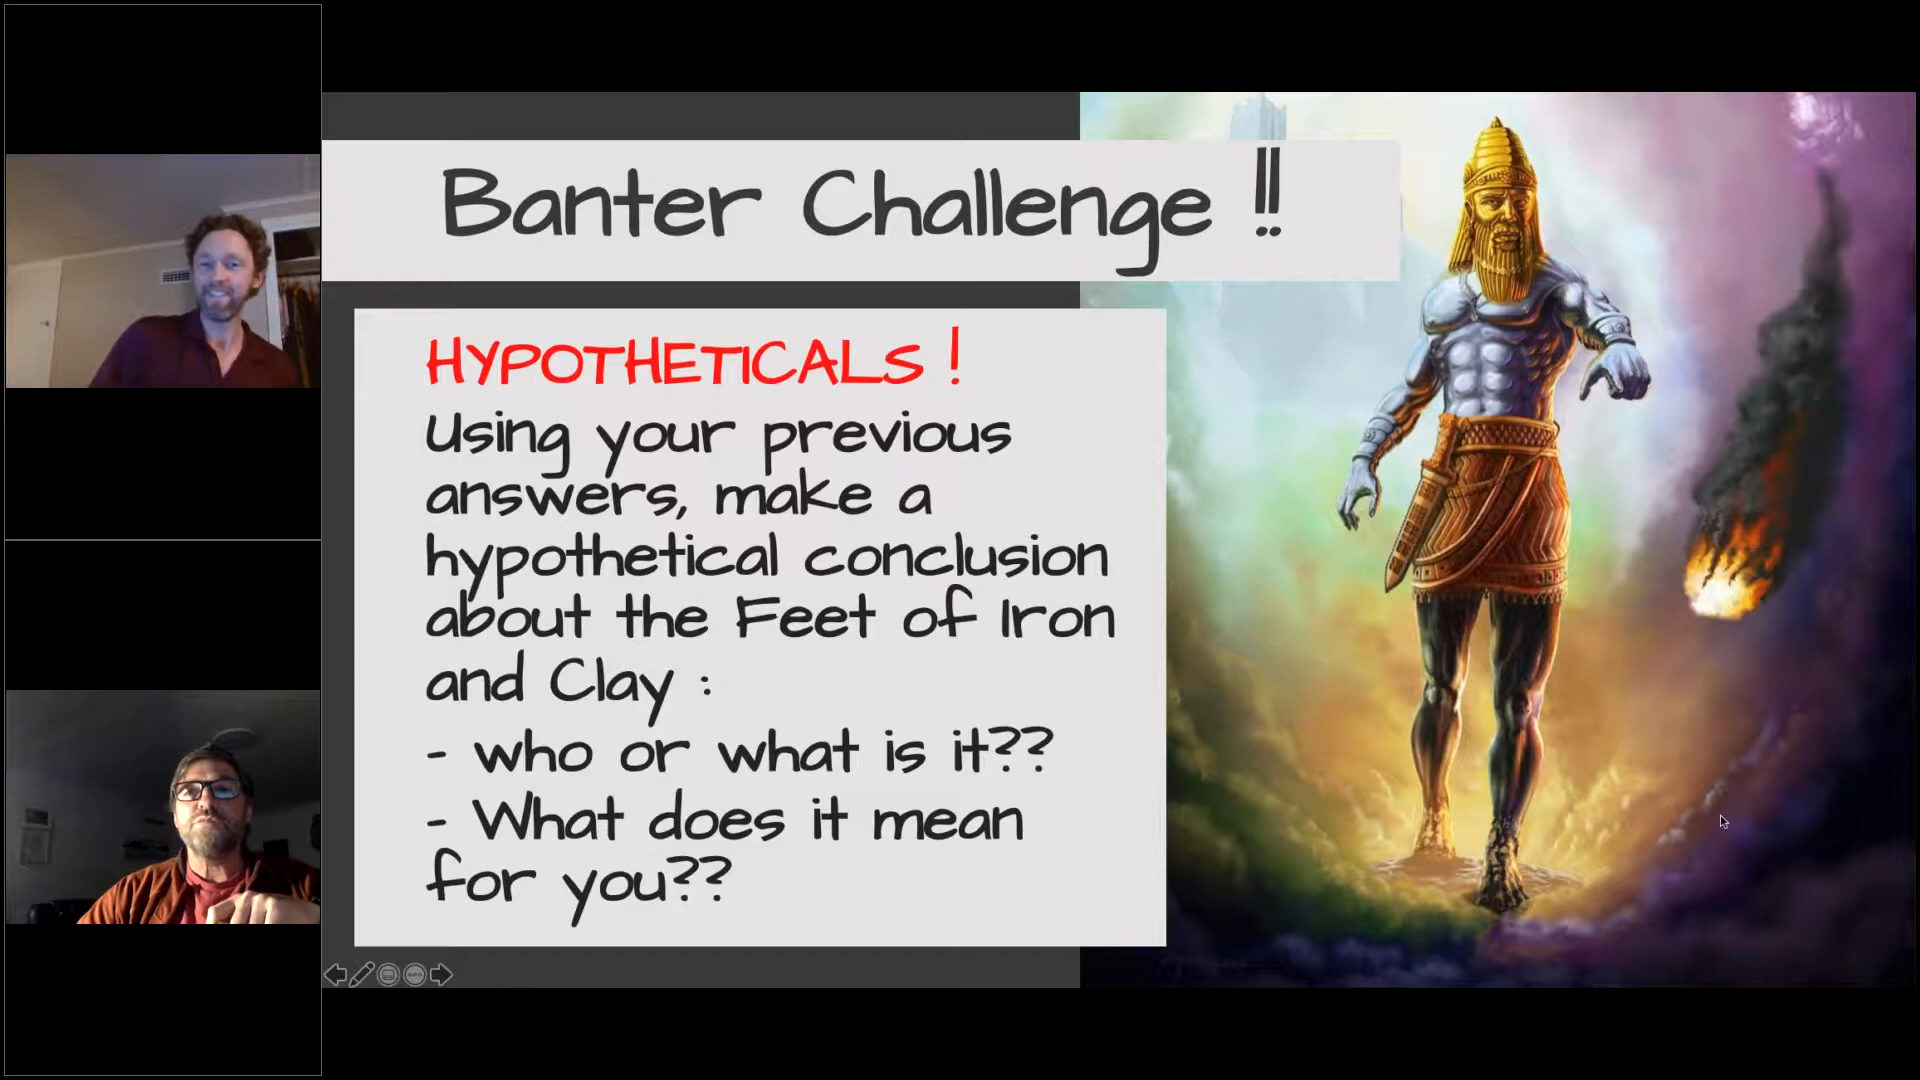 Banter Challenge !!
HYPOTHETICALS !
Using your previous
answers, make a
hypothetical conclusion
about the Feet of Iron
and Clay :
- who or what is it??
- What does it mean
for you??